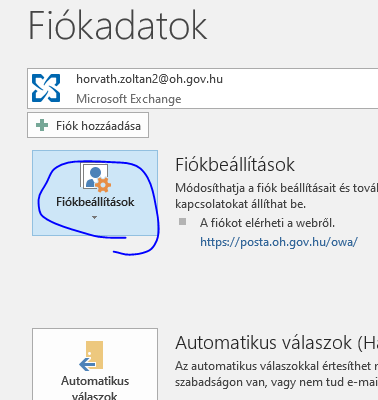 Fiókadatok
horvath.zoltan2@oh.gov.hu
Microsoft Exchange
Fiók hozzáadása
Fiókbeállítások
Fiókbeállítások
Módosíthatja a fiók beállításait és továl
kapcsolatokat állíthat be.
A fiókot elérheti a webről.
https://posta.oh.gov.hu/owa/
Automatikus válaszok (Há
Az automatikus válaszokkal értesíthet r
szabadságon van, vagy nem tud e-mai
Automatikus
válaszok